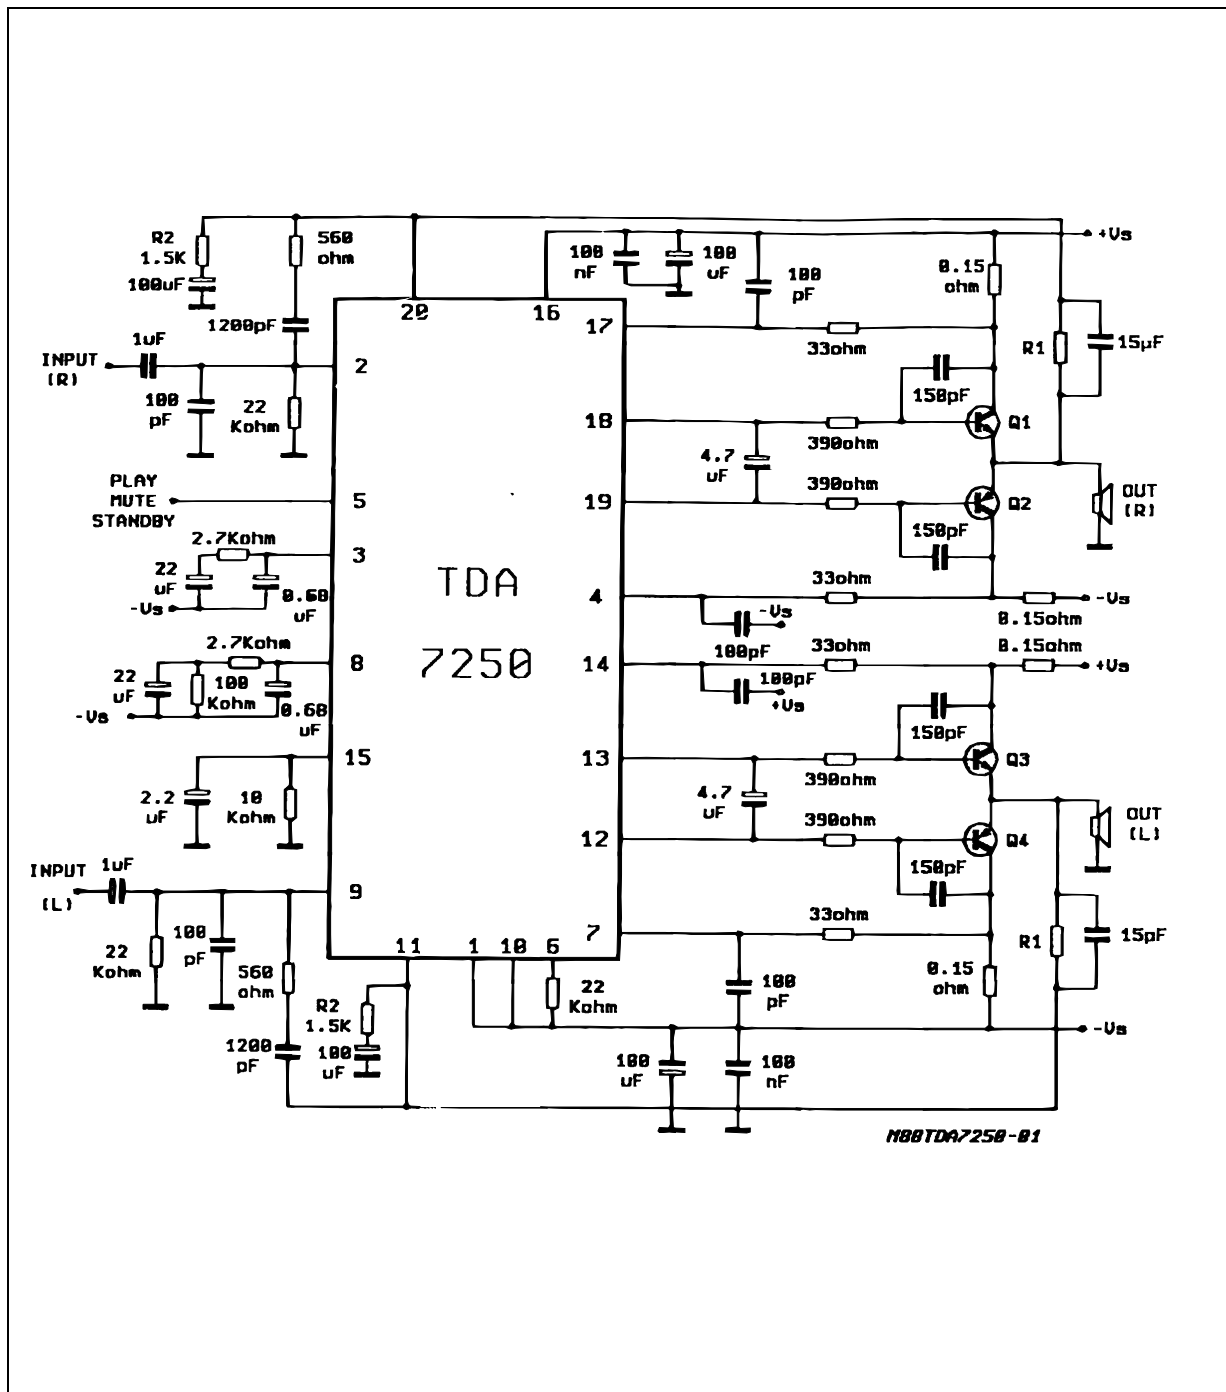 R2
1.5K
100uF
560
ohm
1200pF
1uF
INPUT
(R)
100
pF
22
Kohm
PLAY
MUTE
STANDBY
2.7Kohm
22
uF
0.68
uF
-Vs
2.7Kohm
22
uF
100
Kohm
0.68
uF
-Vs
2.2
uF
10
Kohm
1uF
INPUT
(L)
22
Kohm
100
pF
560
ohm
1200
pF
R2
1.5K
100
uF
20
16
2
5
3
8
15
9
11
1
10
6
17
18
19
4
14
13
12
7
TDA
7250
22
Kohm
100
nF
100
uF
100
pF
+Vs
0.15
ohm
33ohm
R1
15µF
150pF
390ohm
Q1
4.7
uF
390ohm
Q2
OUT
(R)
150pF
33ohm
-Vs
0.15ohm
-Vs
100pF
33ohm
0.15ohm
+Vs
100pF
+Vs
150pF
390ohm
Q3
4.7
uF
390ohm
Q4
OUT
(L)
150pF
33ohm
R1
15pF
0.15
ohm
100
pF
-Vs
100
uF
100
nF
M88TDA7250-01